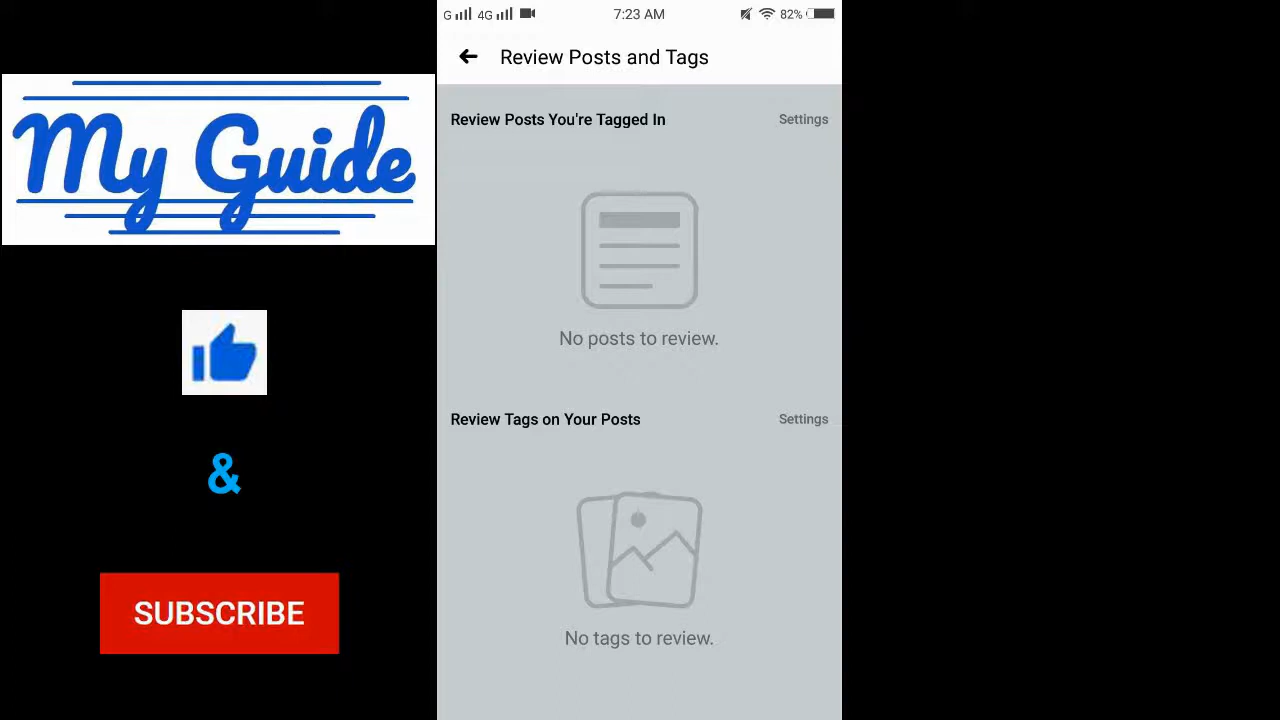 My Guide
&
SUBSCRIBE
G 4G 7:23 AM 82%
Review Posts and Tags
Review Posts You're Tagged In Settings
No posts to review.
Review Tags on Your Posts Settings
No tags to review.